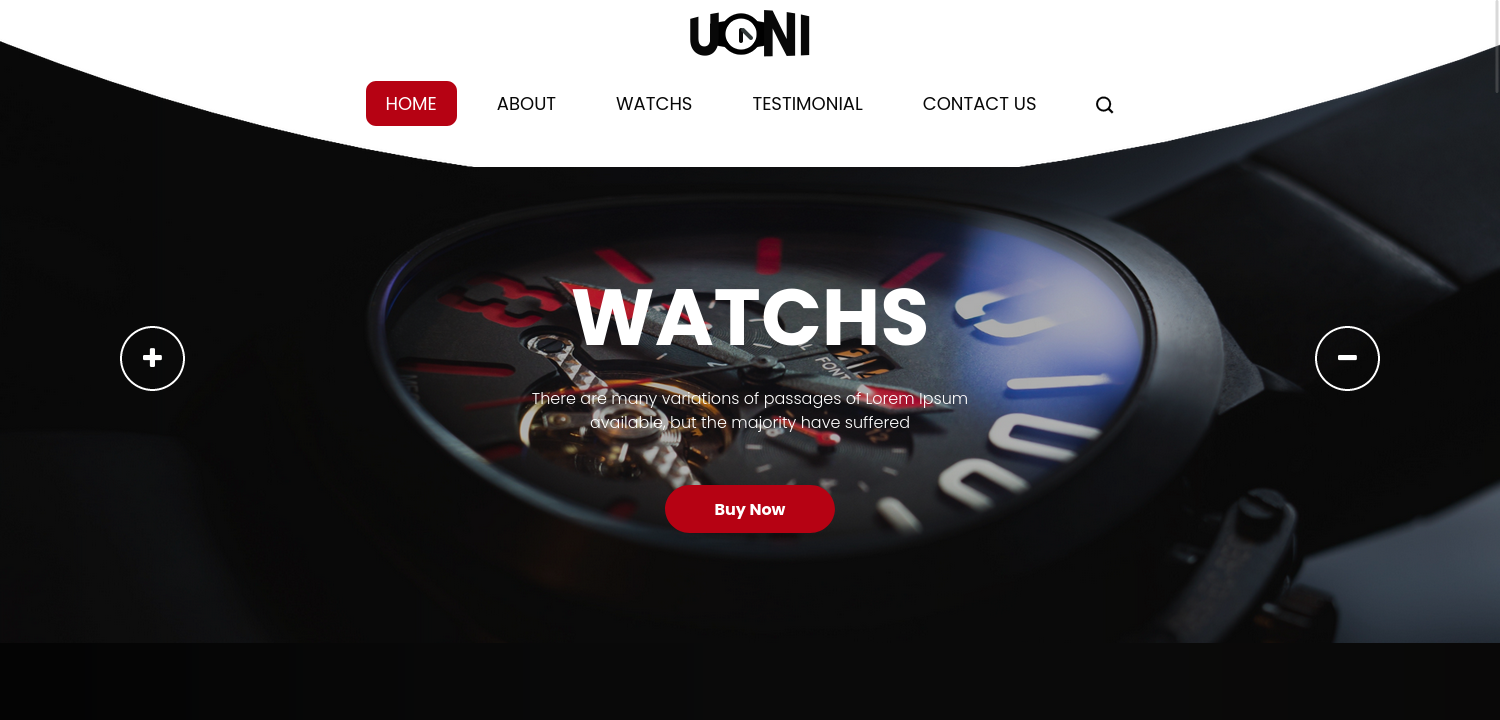 UONI
HOME ABOUT WATCHS TESTIMONIAL CONTACT US
WATCHS
There are many variations of passages of Lorem Ipsum
available, but the majority have suffered
Buy Now